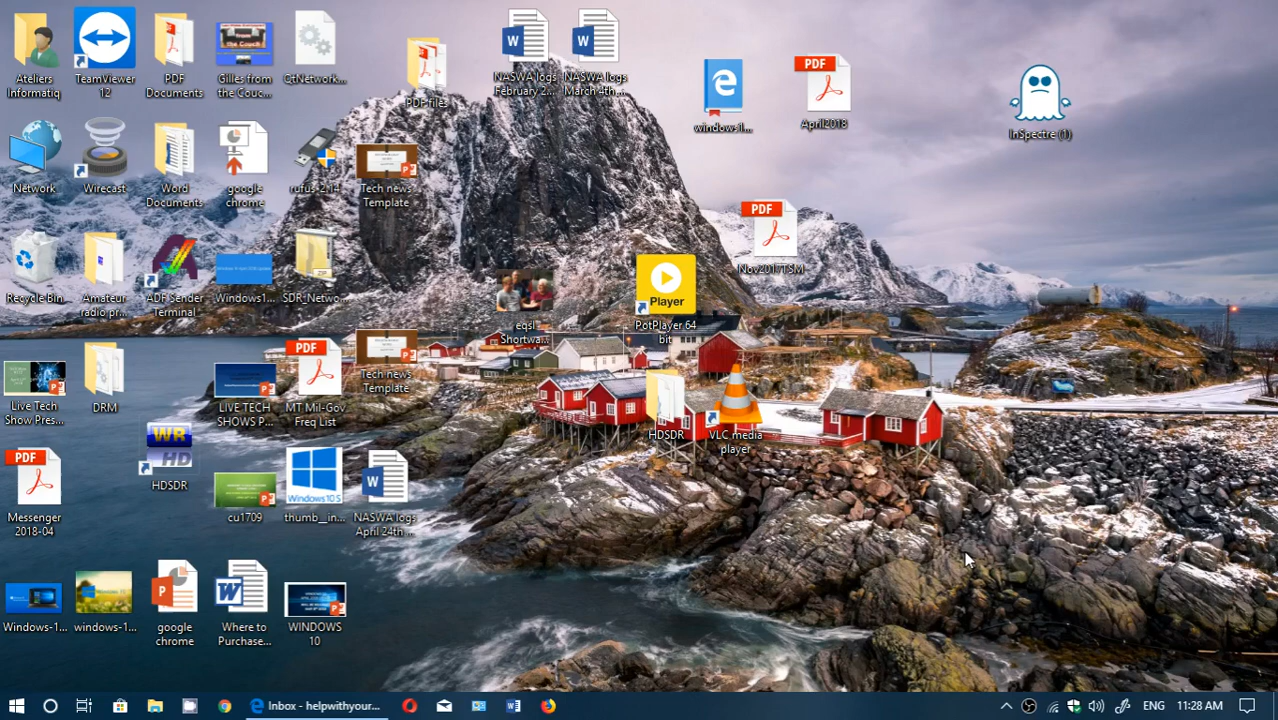 Ateliers
Informatiq
TeamViewer
12
PDF
Documents
Gilles from
the Couc...
QtNetwork...
PDF files
W
NASWA logs
February 2...
W
NASWA logs
March 4th...
windows1...
PDF
April2018
InSpectre (1)
Network
Wirecast
Word
Documents
google
chrome
rufus-2.14
Tech news
Template
PDF
Nov2017TSM
Recycle Bin
Amateur
radio pr...
ADF Sender
Terminal
Windows1...
ZIP
SDR_Netwo...
eqsl
Shortwa...
Player
PotPlayer 64
bit
Live Tech
Show Pres...
DRM
LIVE TECH
SHOWS P...
PDF
MT Mil-Gov
Freq List
Tech news
Template
HDSDR
VLC media
player
PDF
Messenger
2018-04
WR
HD
HDSDR
cu1709
Windows10S
thumb_in...
W
NASWA logs
April 24th ...
Windows-1...
windows-1...
google
chrome
W
Where to
Purchase...
WINDOWS
10
Inbox - helpwithyour...
ENG
11:28 AM